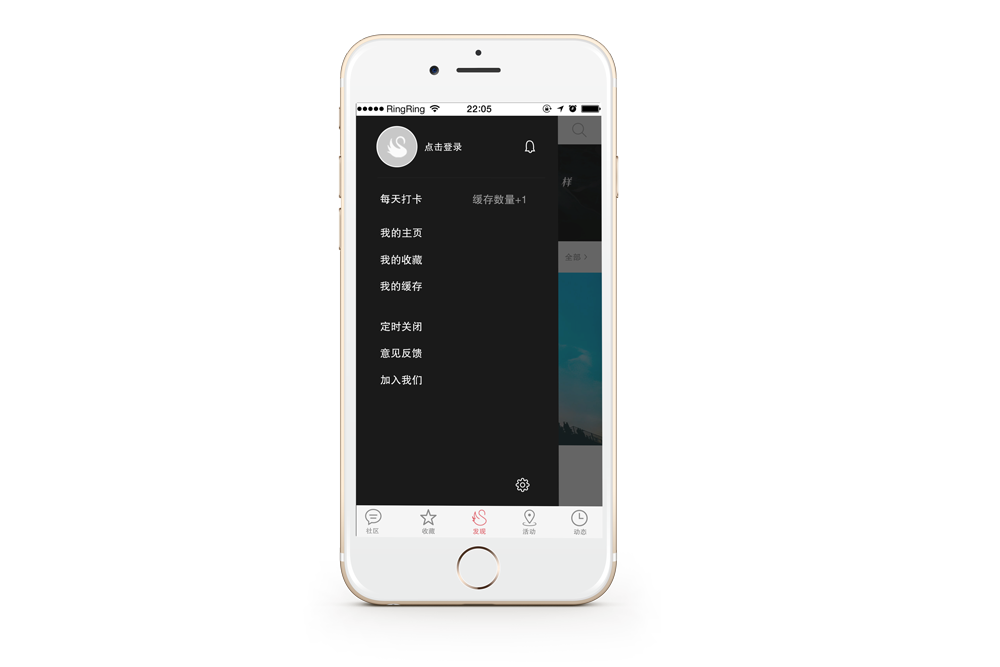 RingRing 22:05
点击登录
样
每天打卡 缓存数量+1
我的主页
全部 >
我的收藏
我的缓存
定时关闭
意见反馈
加入我们
社区 收藏 发现 活动 动态